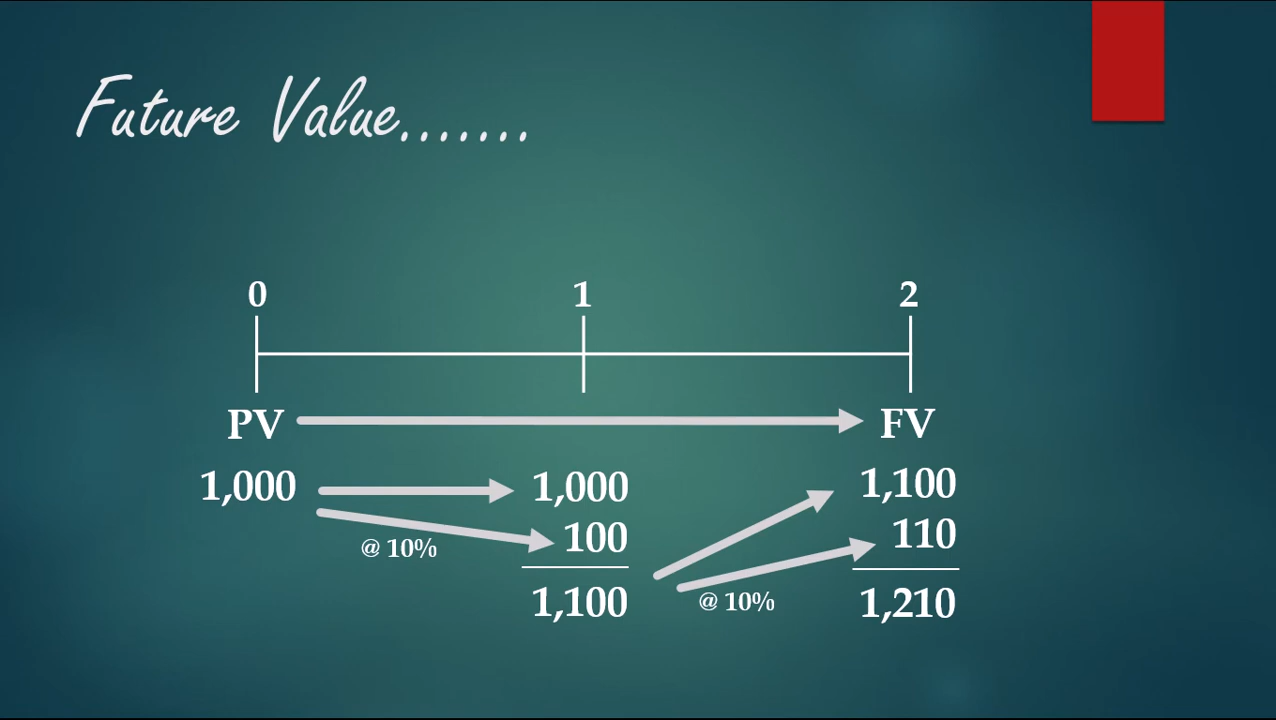 Future Value.......
0 1 2
PV FV
1,000 1,000 1,100
100 110
@ 10%
1,100 1,210
@ 10%